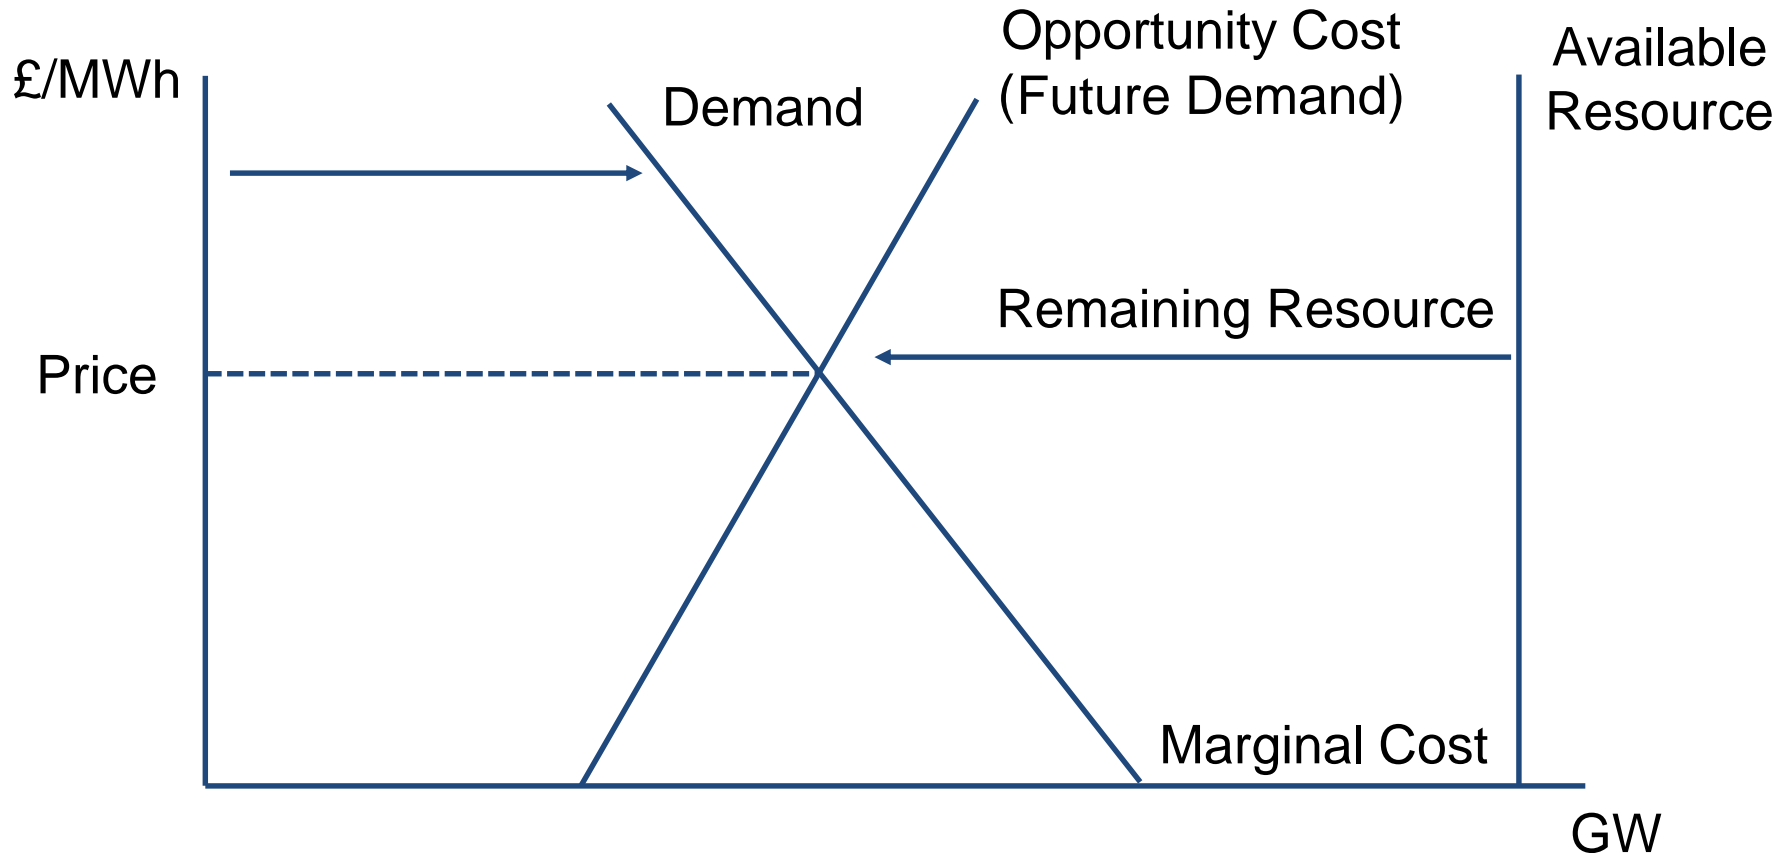 £/MWh
Demand
Opportunity Cost
(Future Demand)
Available
Resource
Remaining Resource
Price
Marginal Cost
GW